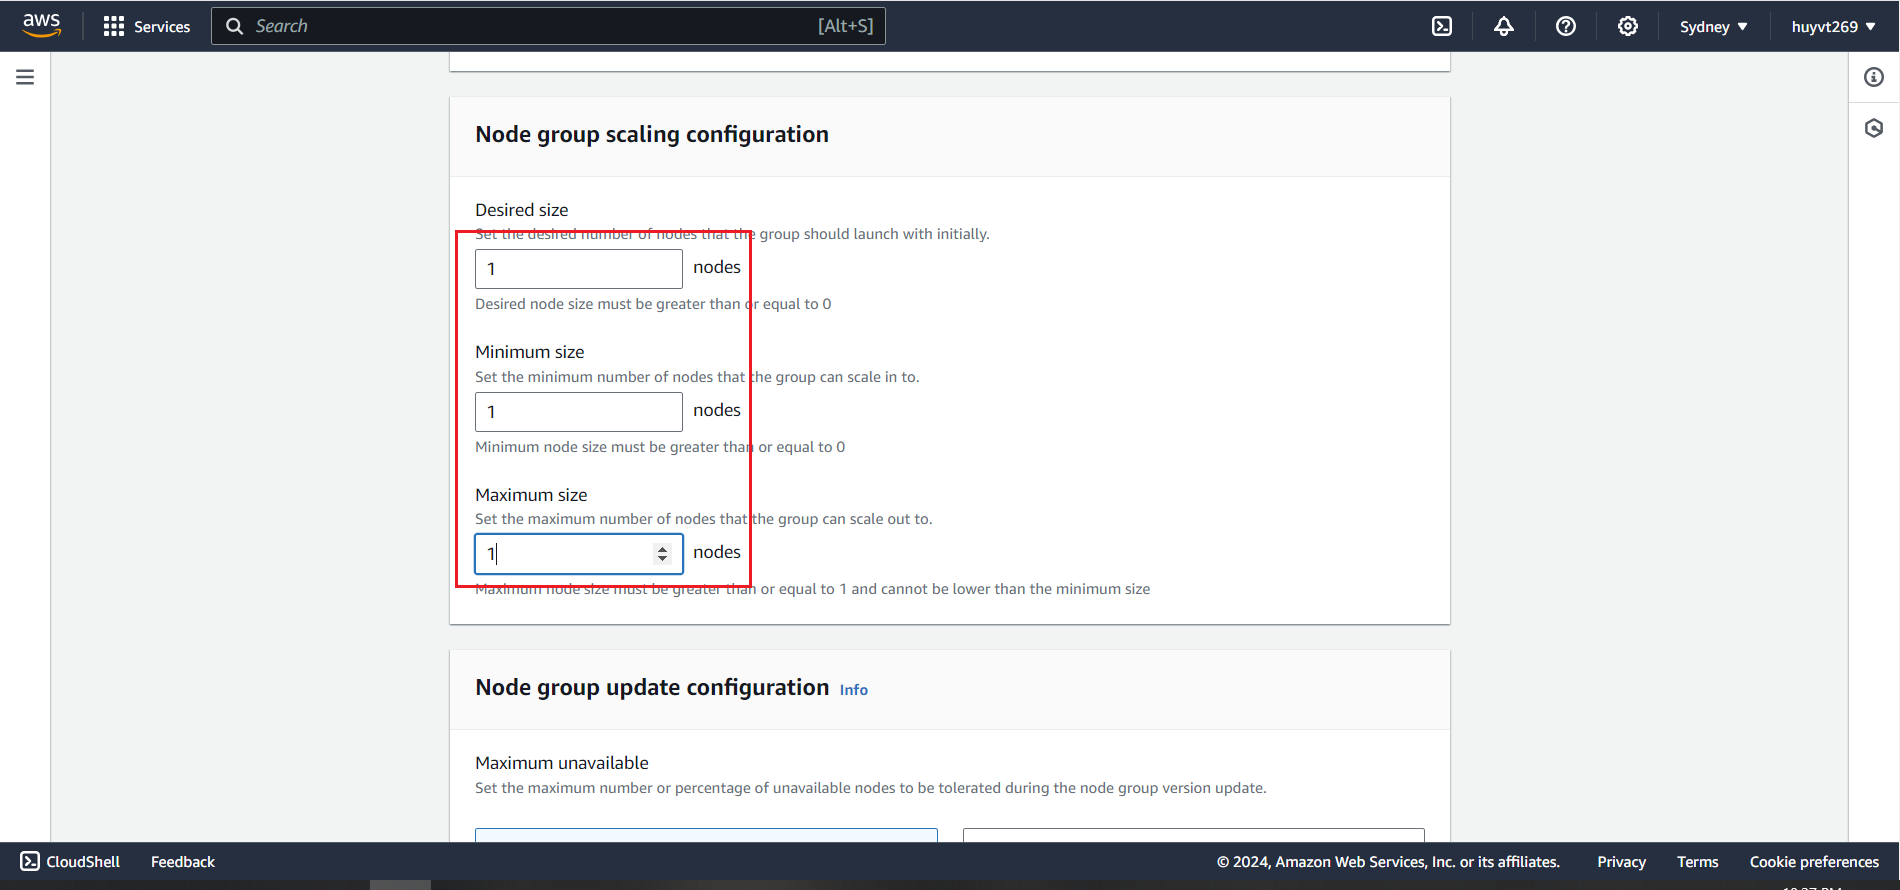 aws
Services
Search
[Alt+S]
Sydney
huyvt269
Node group scaling configuration
Desired size
Set the desired number of nodes that the group should launch with initially.
1
nodes
Desired node size must be greater than or equal to 0
Minimum size
Set the minimum number of nodes that the group can scale in to.
1
nodes
Minimum node size must be greater than or equal to 0
Maximum size
Set the maximum number of nodes that the group can scale out to.
1
nodes
Maximum node size must be greater than or equal to 1 and cannot be lower than the minimum size
Node group update configuration Info
Maximum unavailable
Set the maximum number or percentage of unavailable nodes to be tolerated during the node group version update.
CloudShell
Feedback
© 2024, Amazon Web Services, Inc. or its affiliates.
Privacy
Terms
Cookie preferences